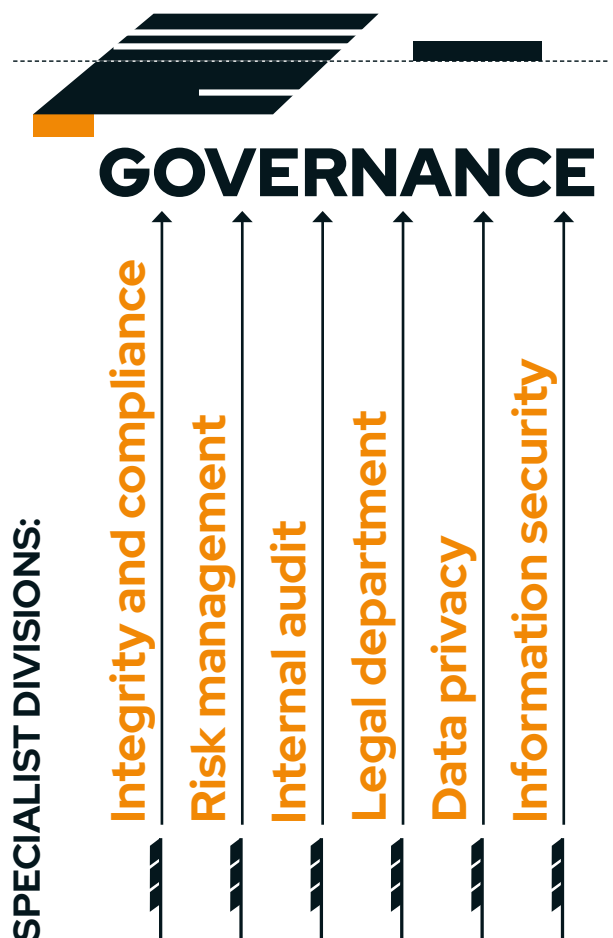 GOVERNANCE
SPECIALIST DIVISIONS:
Integrity and compliance
Risk management
Internal audit
Legal department
Data privacy
Information security